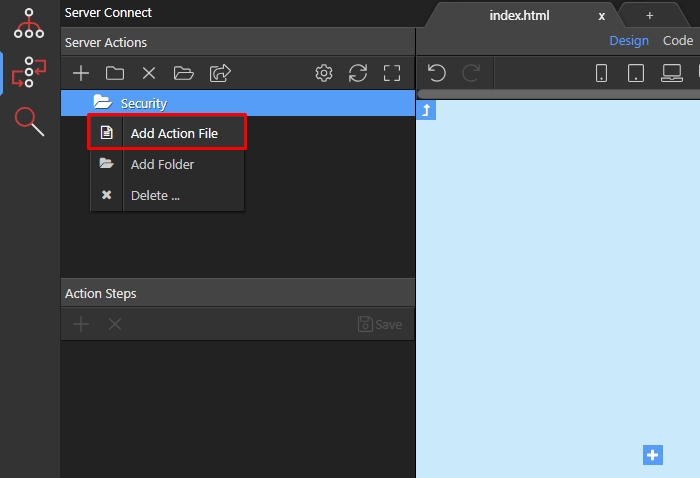 Server Connect
index.html x +
Server Actions
Design Code
Security
Add Action File
Add Folder
Delete ...
Action Steps
Save